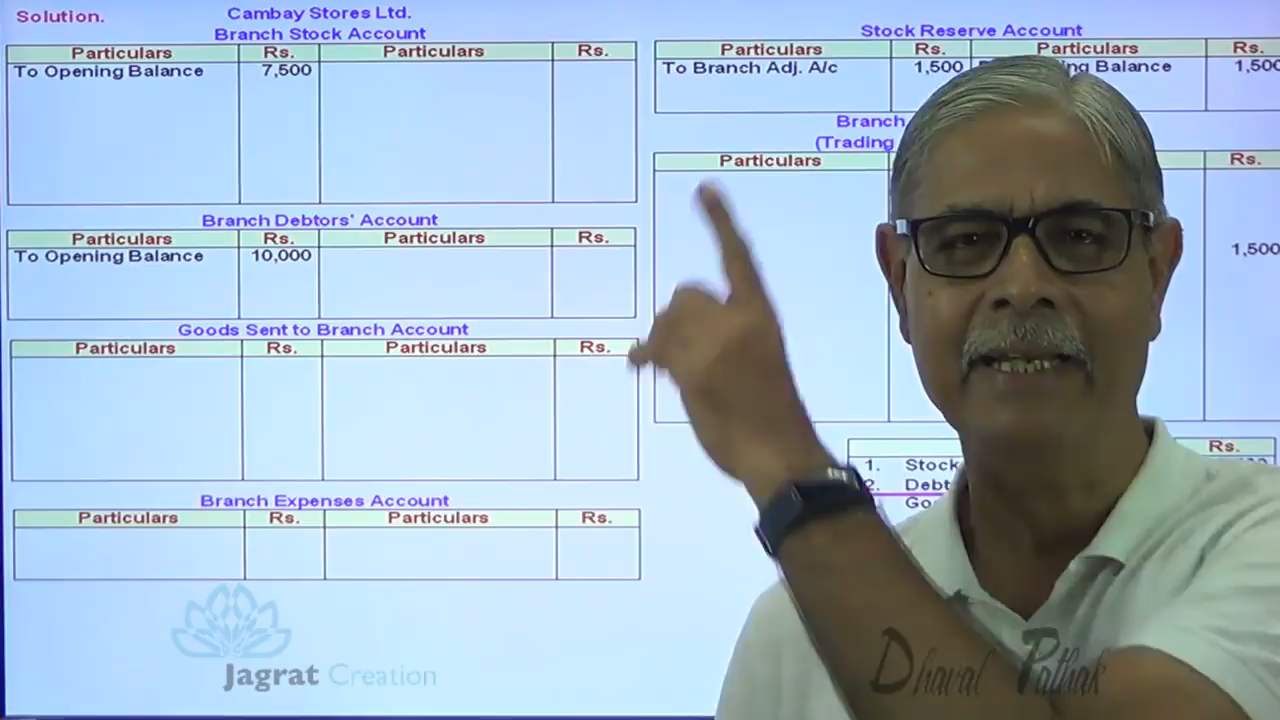 Solution.
Cambay Stores Ltd.
Branch Stock Account
Particulars Rs. Particulars Rs.
To Opening Balance 7,500
Branch Debtors' Account
Particulars Rs. Particulars Rs.
To Opening Balance 10,000
Goods Sent to Branch Account
Particulars Rs. Particulars Rs.
Branch Expenses Account
Particulars Rs. Particulars Rs.
Stock Reserve Account
Particulars Rs. Particulars Rs.
To Branch Adj. A/c 1,500 Balance 1,500
Branch
(Trading
Particulars Rs.
1,500
Rs.
1. Stock
2. Debt
Go
Jagrat Creation
Dhaval Pathak